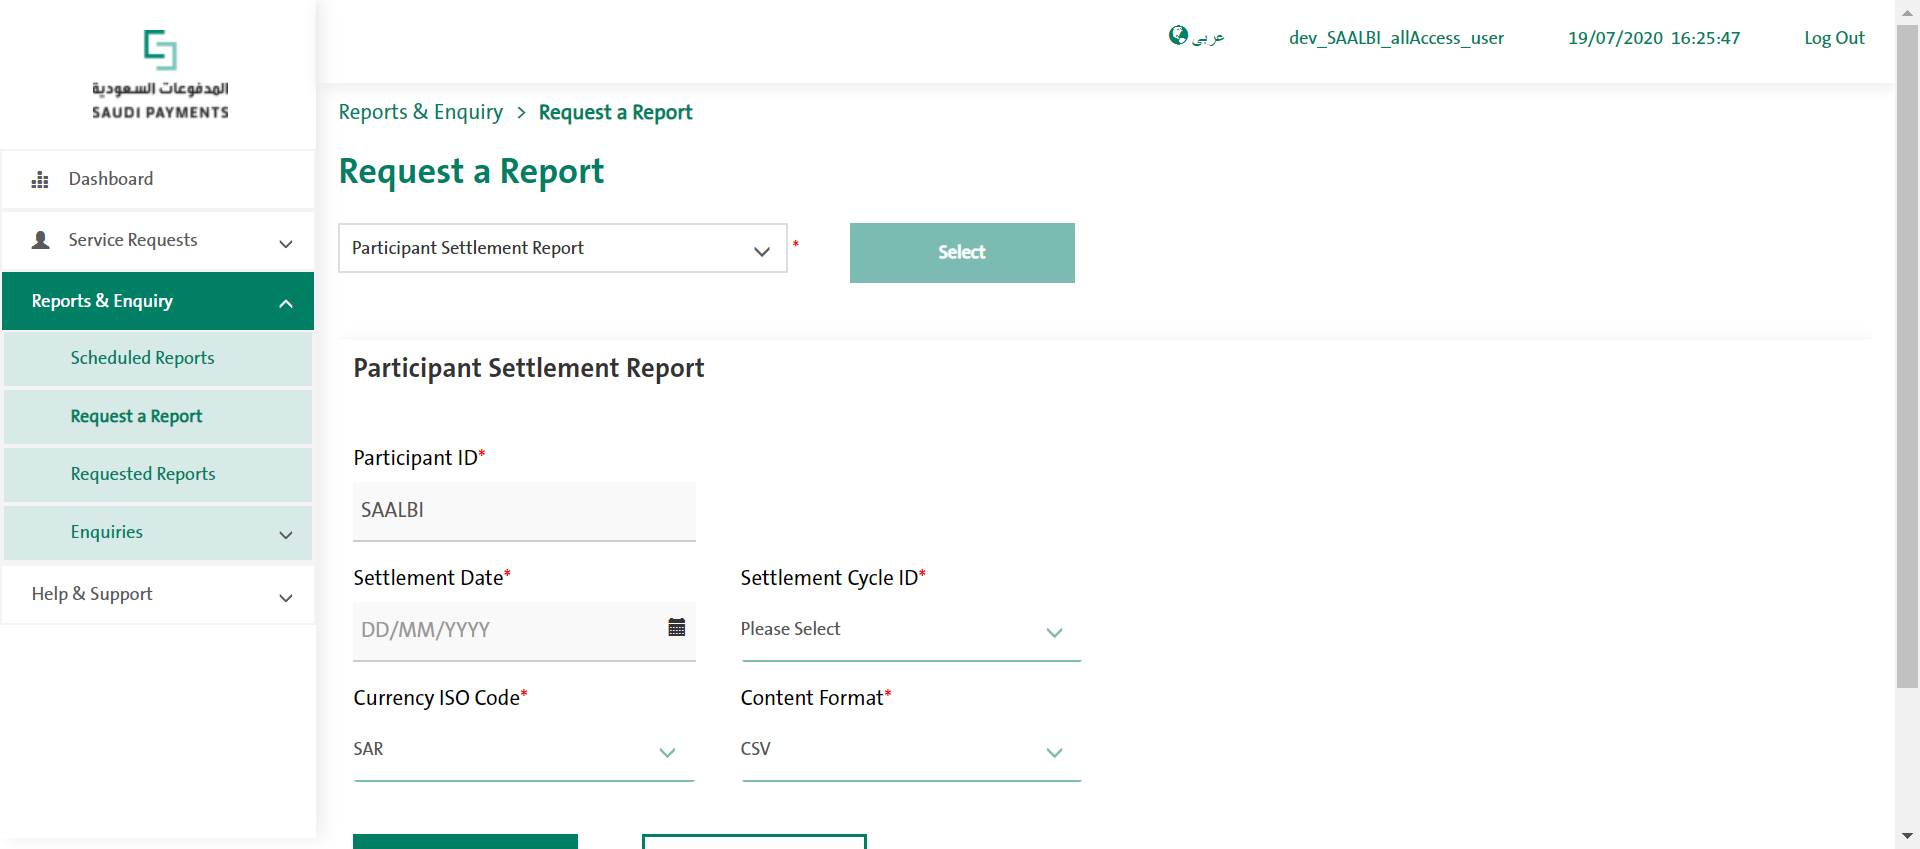 المدفوعات السعودية
SAUDI PAYMENTS
عربى
dev_SAALBI_allAccess_user
19/07/2020 16:25:47
Log Out
Dashboard
Service Requests
Reports & Enquiry
Scheduled Reports
Request a Report
Requested Reports
Enquiries
Help & Support
Reports & Enquiry > Request a Report
Request a Report
Participant Settlement Report *
Select
Participant Settlement Report
Participant ID*
SAALBI
Settlement Date*
DD/MM/YYYY
Settlement Cycle ID*
Please Select
Currency ISO Code*
SAR
Content Format*
CSV